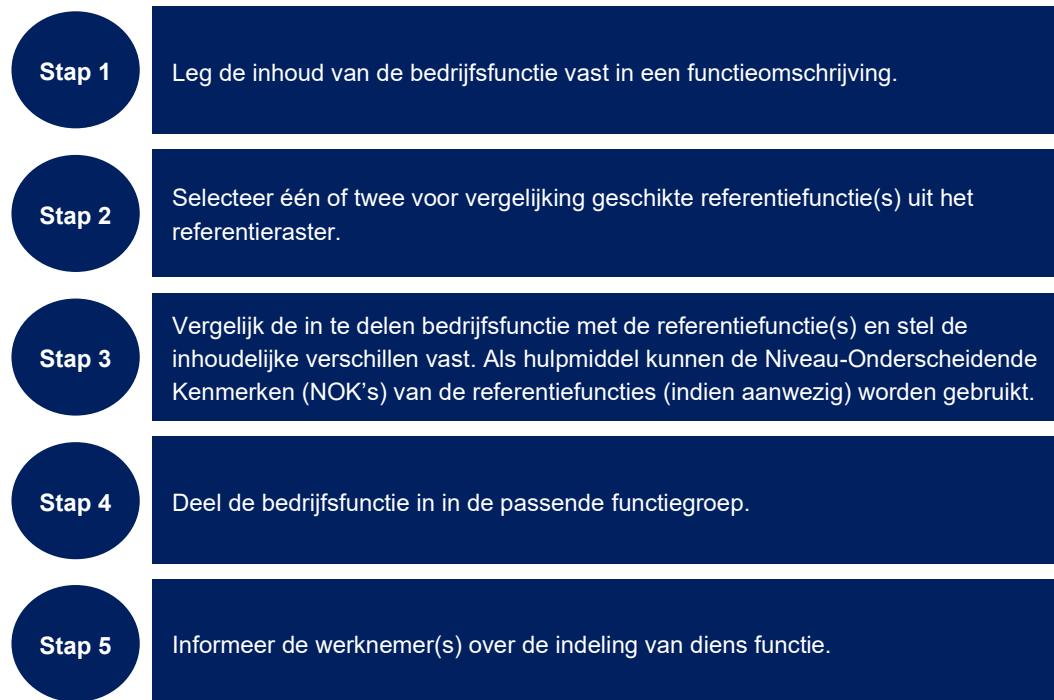 Stap 1
Leg de inhoud van de bedrijfsfunctie vast in een functieomschrijving.
Stap 2
Selecteer één of twee voor vergelijking geschikte referentiefunctie(s) uit het
referentieraster.
Stap 3
Vergelijk de in te delen bedrijfsfunctie met de referentiefunctie(s) en stel de
inhoudelijke verschillen vast. Als hulpmiddel kunnen de Niveau-Onderscheidende
Kenmerken (NOK’s) van de referentiefuncties (indien aanwezig) worden gebruikt.
Stap 4
Deel de bedrijfsfunctie in in de passende functiegroep.
Stap 5
Informeer de werknemer(s) over de indeling van diens functie.